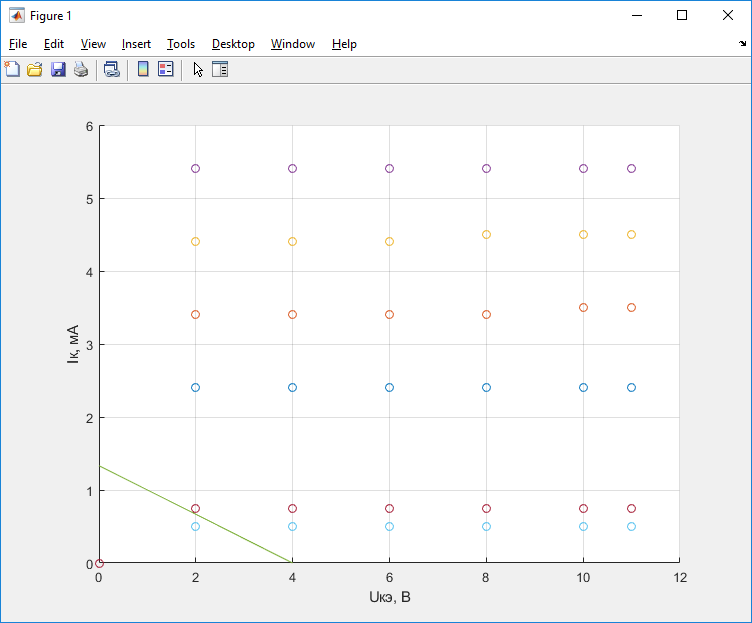 Figure 1
File Edit View Insert Tools Desktop Window Help
6
5
4
3
2
1
0
Iк, мА
0 2 4 6 8 10 12
Uкэ, В